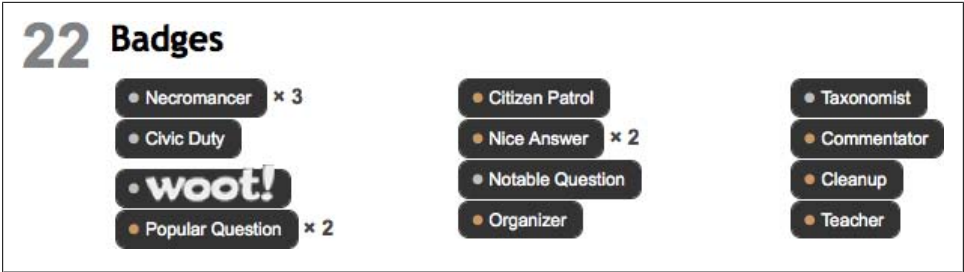 22 Badges
Necromancer × 3
Civic Duty
woot!
Popular Question × 2
Citizen Patrol
Nice Answer × 2
Notable Question
Organizer
Taxonomist
Commentator
Cleanup
Teacher